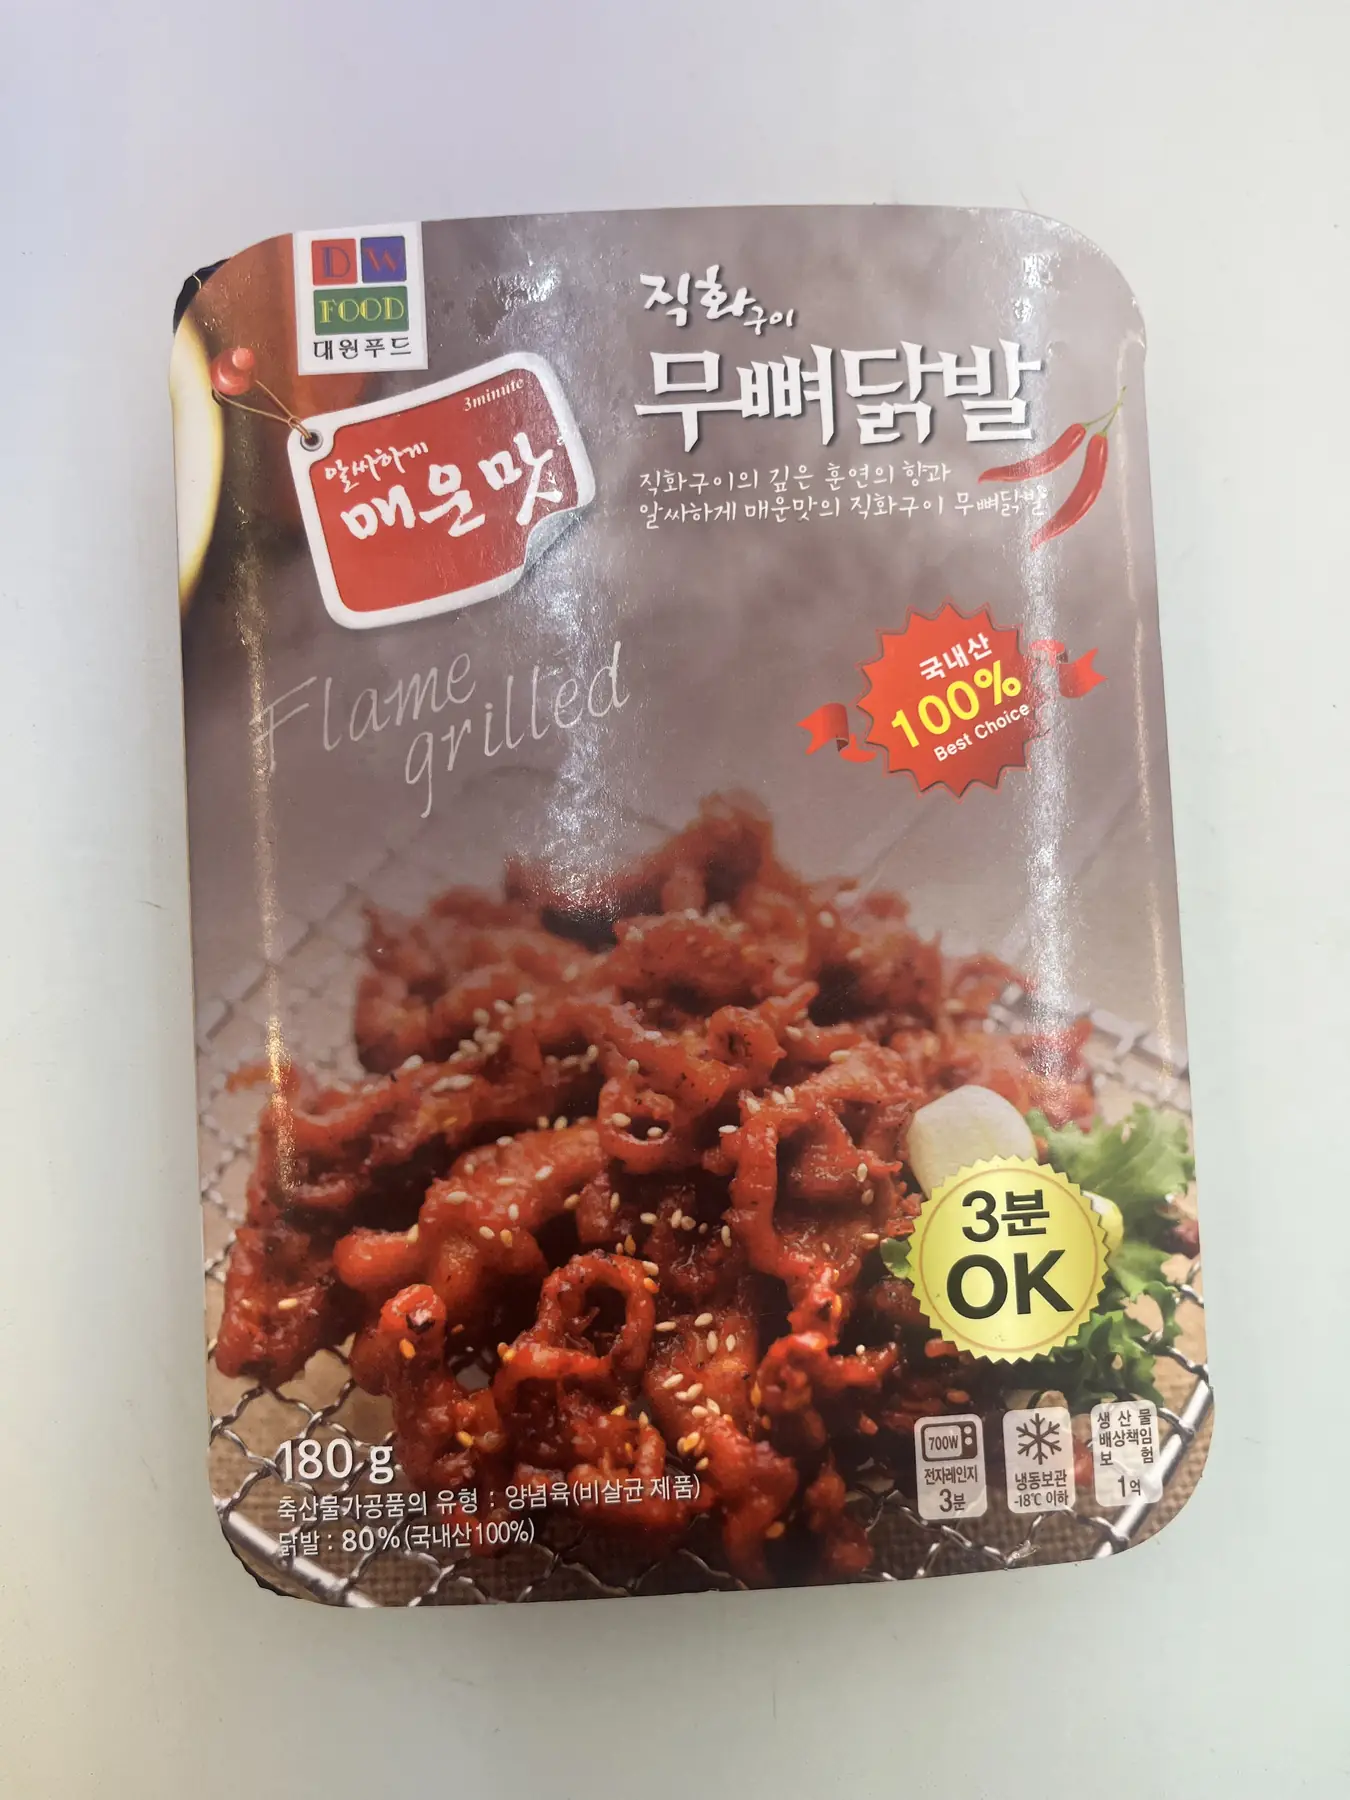 DW
FOOD
대원푸드
3minute
알싸하게
매운맛
직화구이
무뼈닭발
직화구이의 깊은 훈연의 향과
알싸하게 매운맛의 직화구이 무뼈닭발
Flame
grilled
국내산
100%
Best Choice
3분
OK
180 g
축산물가공품의 유형 : 양념육(비살균 제품)
닭발 : 80%(국내산100%)
700W
전자레인지
3분
냉동보관
-18℃ 이하
생산물
배상책임
보험
1억